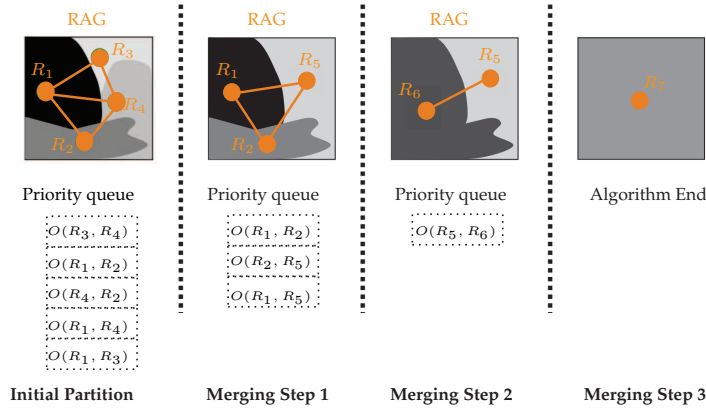 RAG
RAG
RAG
R₁
R₃
R₄
R₂
R₁
R₅
R₂
R₅
R₆
R₇
Priority queue
Priority queue
Priority queue
Algorithm End
O(R₃, R₄)
O(R₁, R₂)
O(R₄, R₂)
O(R₁, R₄)
O(R₁, R₃)
O(R₁, R₂)
O(R₂, R₅)
O(R₁, R₅)
O(R₅, R₆)
Initial Partition
Merging Step 1
Merging Step 2
Merging Step 3